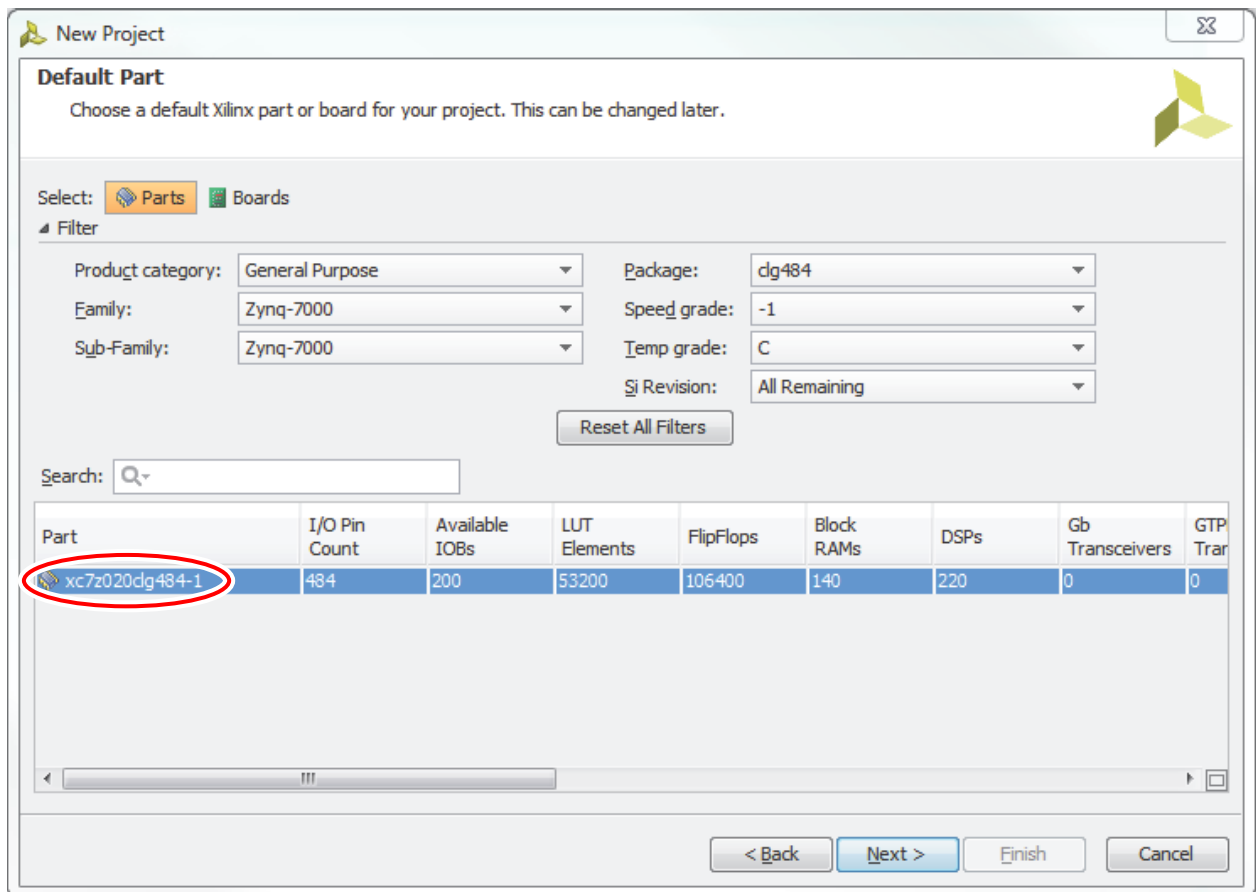 New Project
Default Part
Choose a default Xilinx part or board for your project. This can be changed later.
Select: Parts Boards
Filter
Product category: General Purpose Package: clg484
Family: Zynq-7000 Speed grade: -1
Sub-Family: Zynq-7000 Temp grade: C
Si Revision: All Remaining
Reset All Filters
Search:
Part I/O Pin Count Available IOBs LUT Elements FlipFlops Block RAMs DSPs Gb Transceivers GTP Tran
xc7z020clg484-1 484 200 53200 106400 140 220 0 0
< Back Next > Finish Cancel